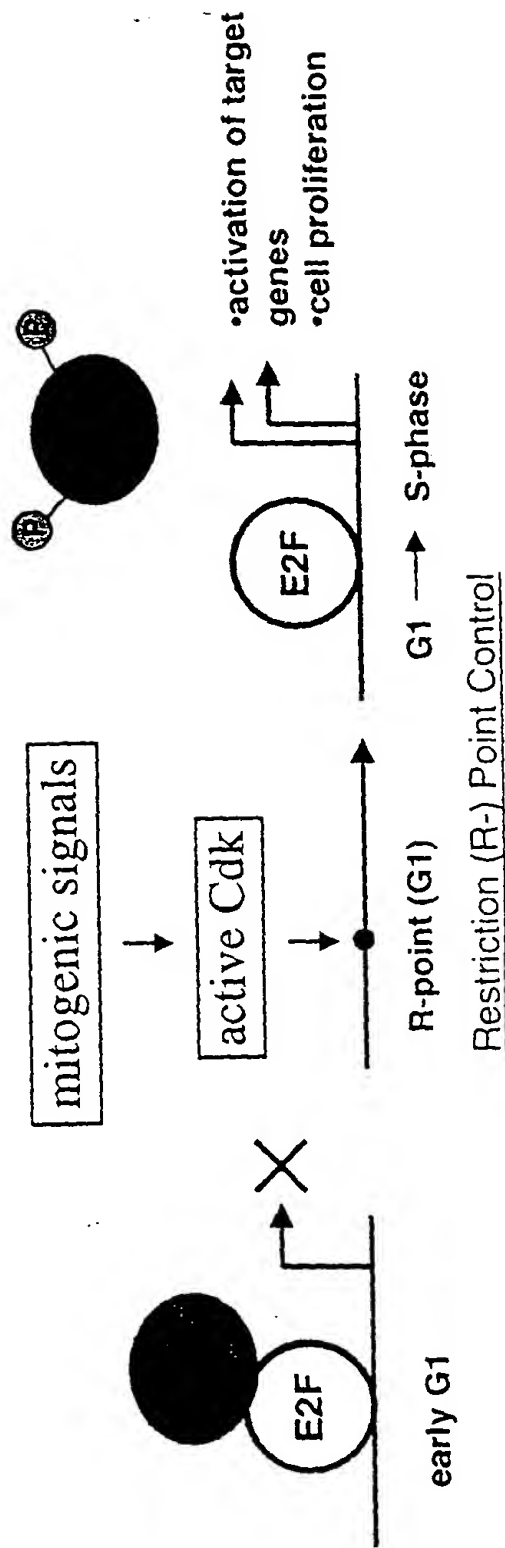 mitogenic signals
active Cdk
E2F
early G1
R-point (G1)
P
P
E2F
•activation of target
genes
•cell proliferation
G1
S-phase
Restriction (R-) Point Control